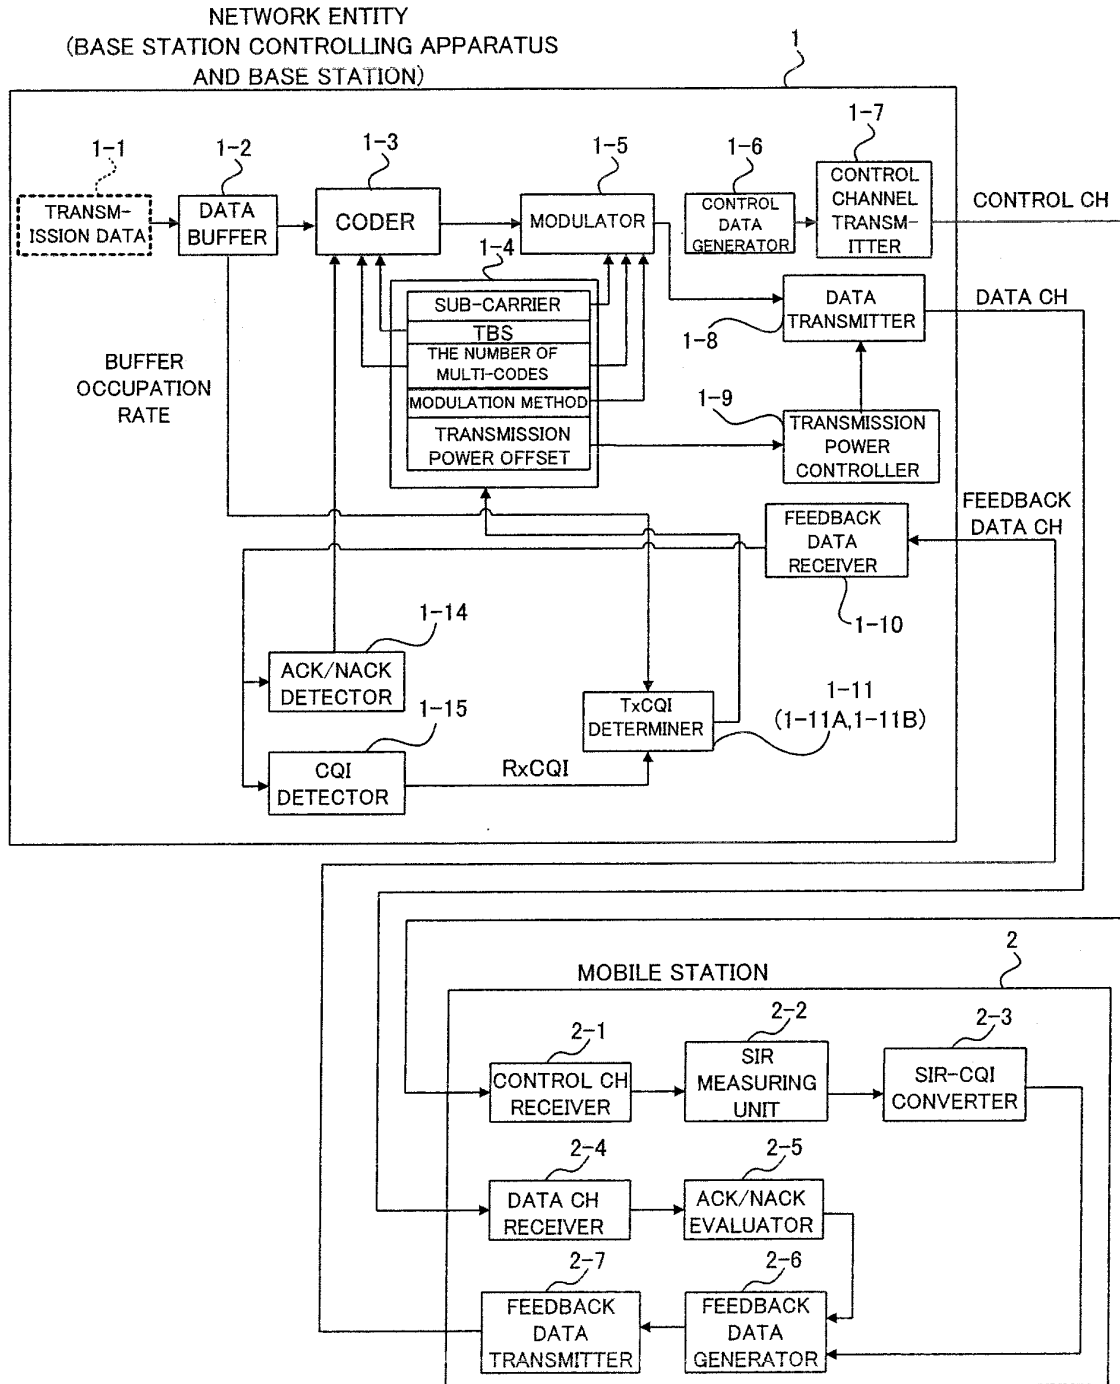 NETWORK ENTITY
(BASE STATION CONTROLLING APPARATUS
AND BASE STATION)
1
1-1
1-2
1-3
1-5
1-6
1-7
TRANSM-
ISSION DATA
DATA
BUFFER
CODER
MODULATOR
CONTROL
DATA
GENERATOR
CONTROL
CHANNEL
TRANSM-
ITTER
CONTROL CH
1-4
SUB-CARRIER
TBS
THE NUMBER OF
MULTI-CODES
MODULATION METHOD
TRANSMISSION
POWER OFFSET
DATA
TRANSMITTER
1-8
DATA CH
BUFFER
OCCUPATION
RATE
1-9
TRANSMISSION
POWER
CONTROLLER
FEEDBACK
DATA CH
FEEDBACK
DATA
RECEIVER
1-10
1-14
ACK/NACK
DETECTOR
1-15
CQI
DETECTOR
RxCQI
TxCQI
DETERMINER
1-11
(1-11A,1-11B)
MOBILE STATION
2
2-1
2-2
2-3
CONTROL CH
RECEIVER
SIR
MEASURING
UNIT
SIR-CQI
CONVERTER
2-4
2-5
DATA CH
RECEIVER
ACK/NACK
EVALUATOR
2-7
2-6
FEEDBACK
DATA
TRANSMITTER
FEEDBACK
DATA
GENERATOR